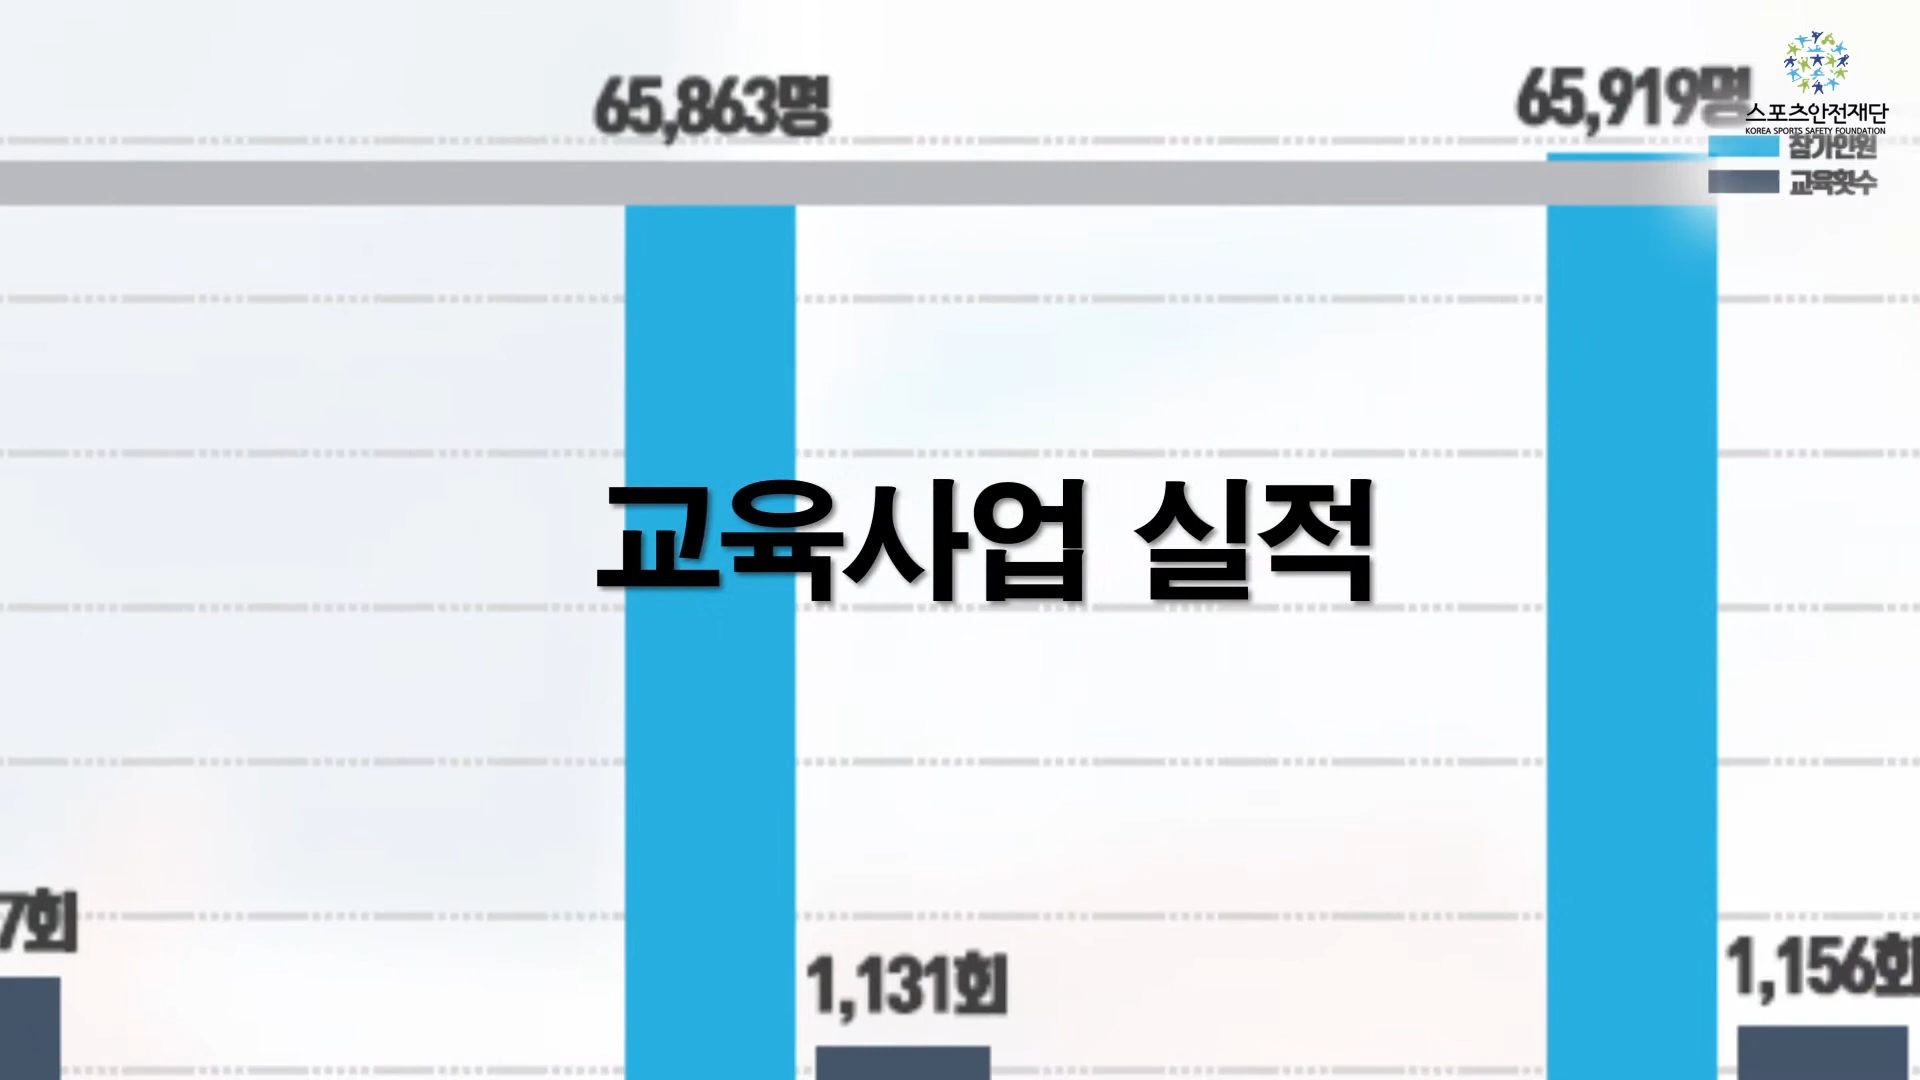 65,863명
65,919명
스포츠안전재단
KOREA SPORTS SAFETY FOUNDATION
참가인원
교육횟수
교육사업 실적
7회
1,131회
1,156회